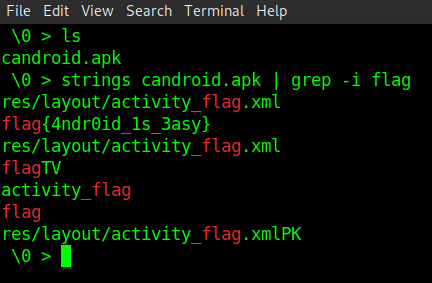 File Edit View Search Terminal Help
\0 > ls
candroid.apk
\0 > strings candroid.apk | grep -i flag
res/layout/activity_flag.xml
flag{4ndr0id_1s_3asy}
res/layout/activity_flag.xml
flagTV
activity_flag
flag
res/layout/activity_flag.xmlPK
\0 >